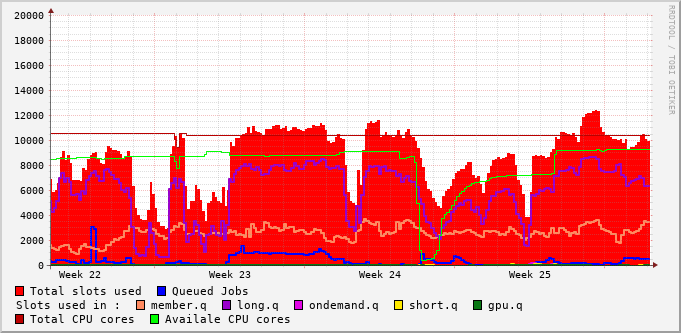 RRDTOOL / TOBI OETIKER
20000
18000
16000
14000
12000
10000
8000
6000
4000
2000
0
Week 22 Week 23 Week 24 Week 25
Total slots used Queued Jobs
Slots used in : member.q long.q ondemand.q short.q gpu.q
Total CPU cores Availale CPU cores